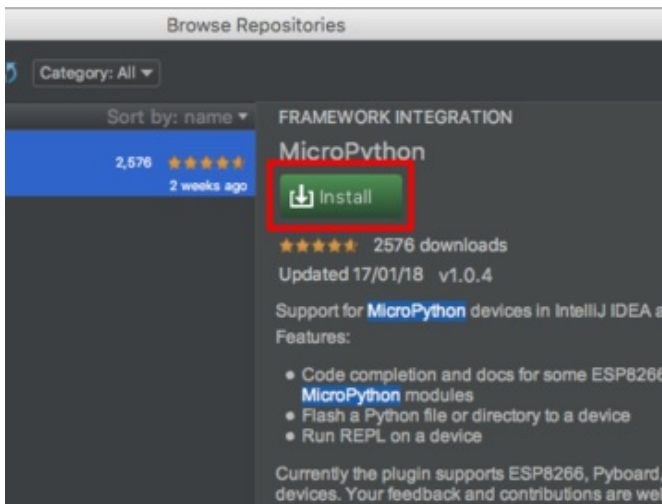 Browse Repositories
Category: All
Sort by: name
2,576
2 weeks ago
FRAMEWORK INTEGRATION
MicroPython
Install
2576 downloads
Updated 17/01/18 v1.0.4
Support for MicroPython devices in IntelliJ IDEA a
Features:
Code completion and docs for some ESP8266
MicroPython modules
Flash a Python file or directory to a device
Run REPL on a device
Currently the plugin supports ESP8266, Pyboard,
devices. Your feedback and contributions are wel